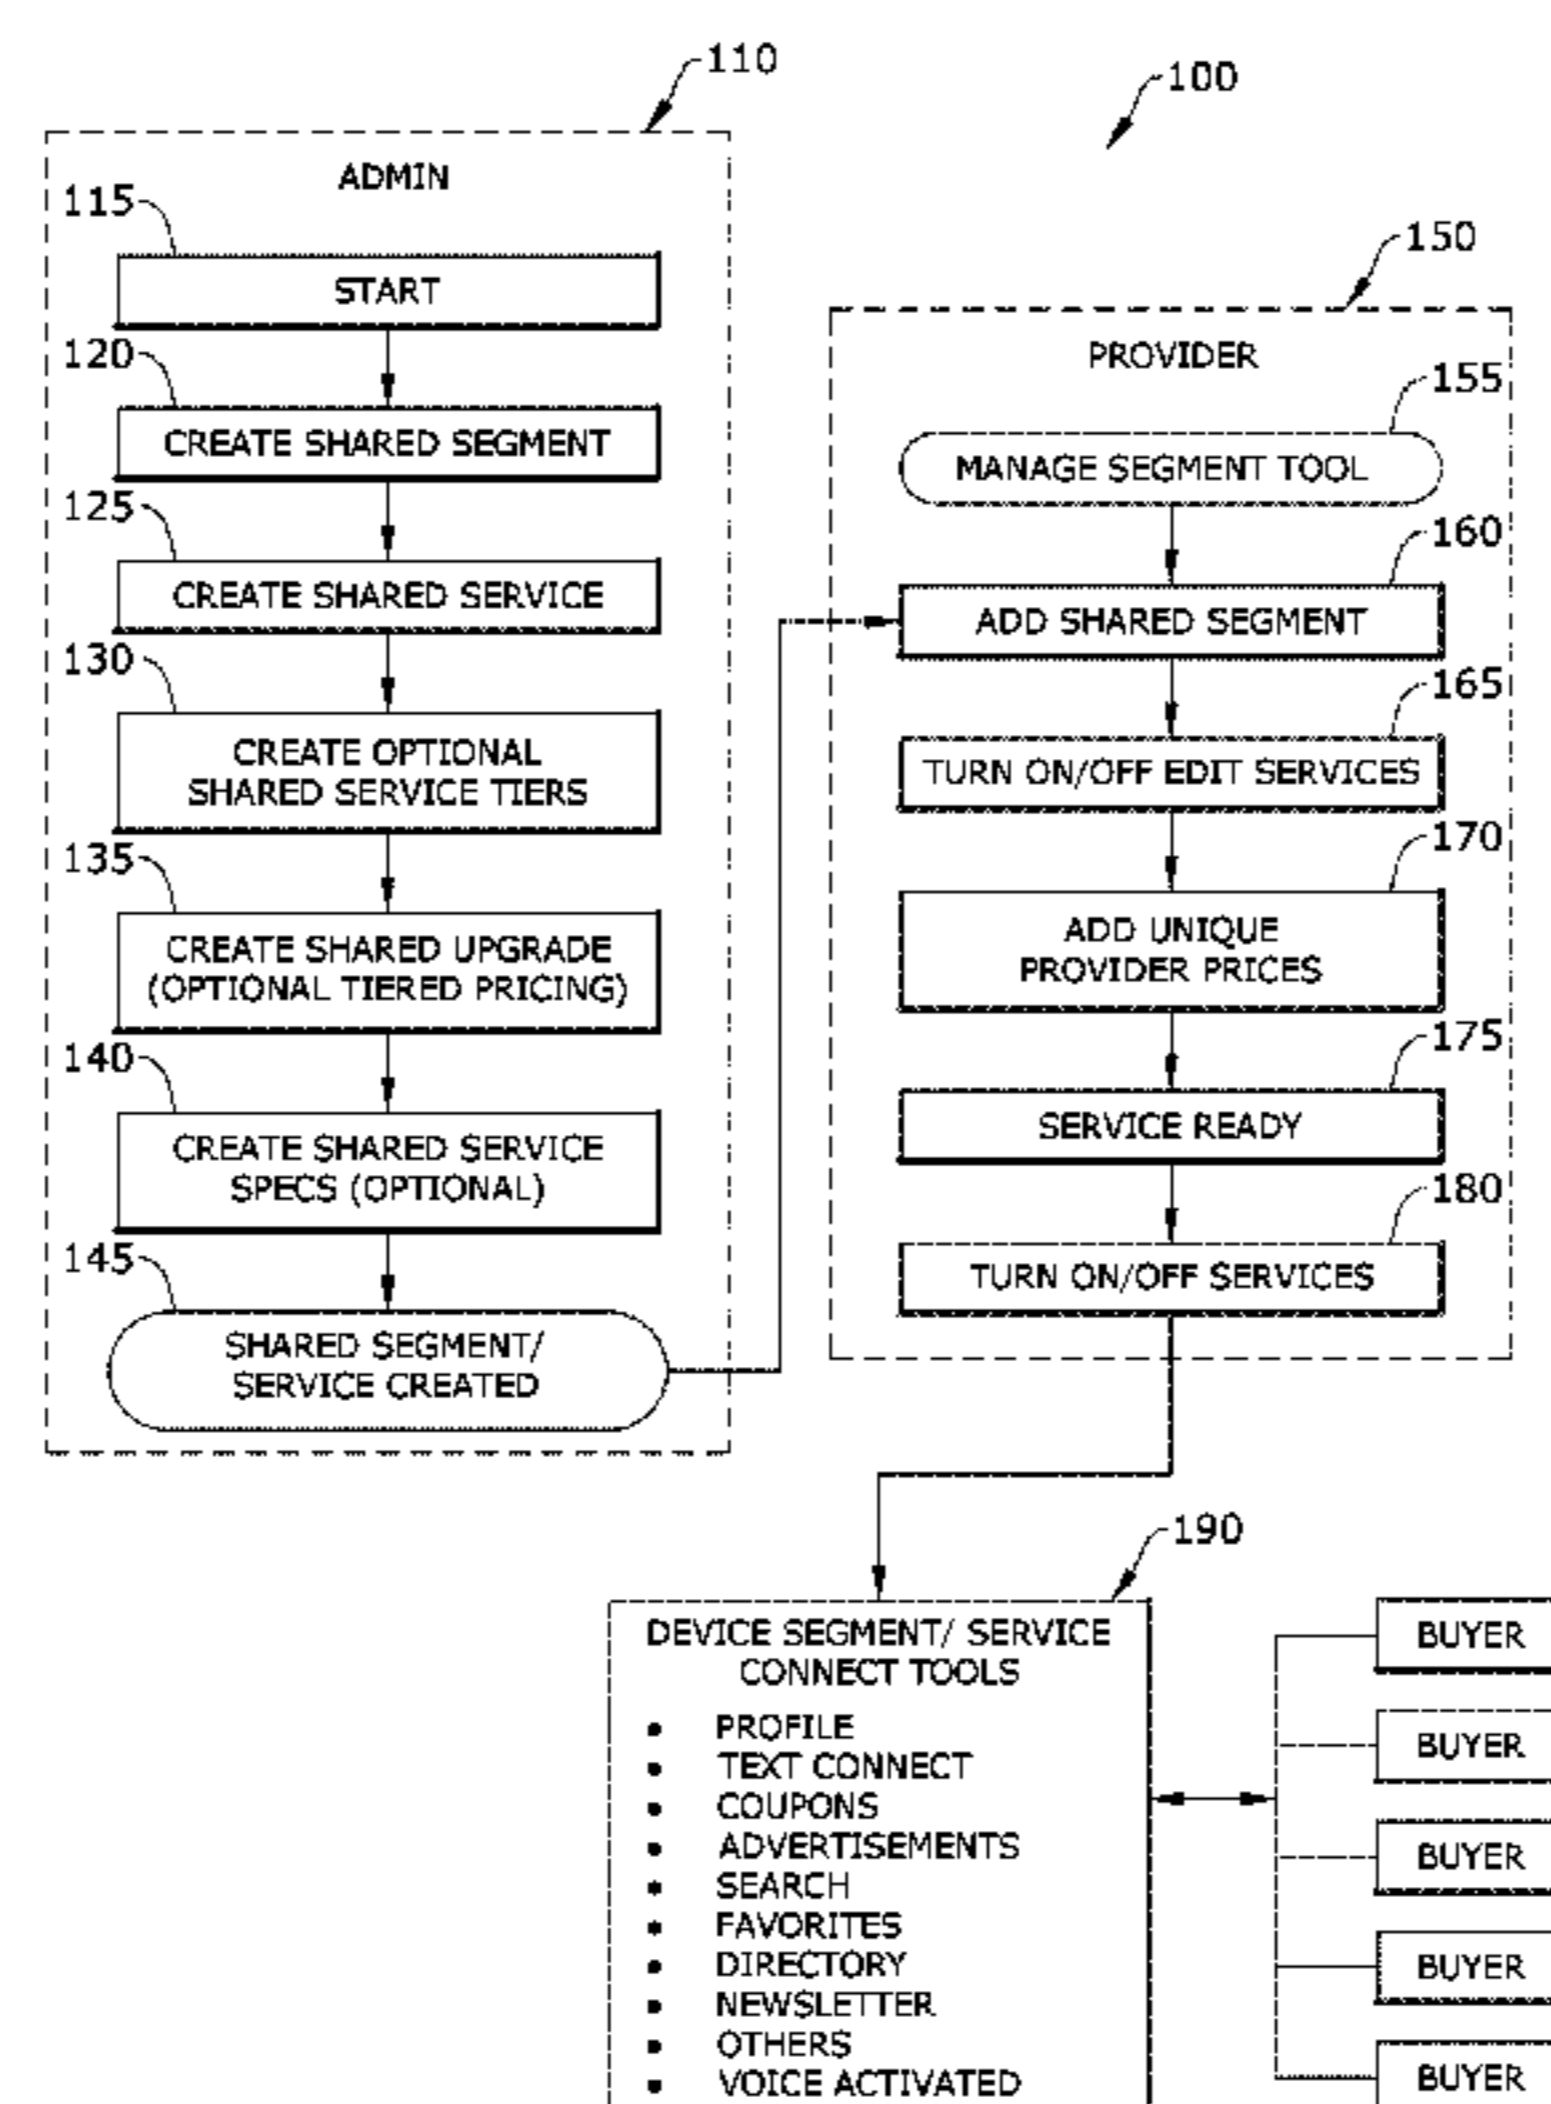 110
100
ADMIN
115
START
120
CREATE SHARED SEGMENT
125
CREATE SHARED SERVICE
130
CREATE OPTIONAL
SHARED SERVICE TIERS
135
CREATE SHARED UPGRADE
(OPTIONAL TIERED PRICING)
140
CREATE SHARED SERVICE
SPECS (OPTIONAL)
145
SHARED SEGMENT/
SERVICE CREATED
150
PROVIDER
155
MANAGE SEGMENT TOOL
160
ADD SHARED SEGMENT
165
TURN ON/OFF EDIT SERVICES
170
ADD UNIQUE
PROVIDER PRICES
175
SERVICE READY
180
TURN ON/OFF SERVICES
190
DEVICE SEGMENT/ SERVICE
CONNECT TOOLS
• PROFILE
• TEXT CONNECT
• COUPONS
• ADVERTISEMENTS
• SEARCH
• FAVORITES
• DIRECTORY
• NEWSLETTER
• OTHERS
• VOICE ACTIVATED
BUYER
BUYER
BUYER
BUYER
BUYER